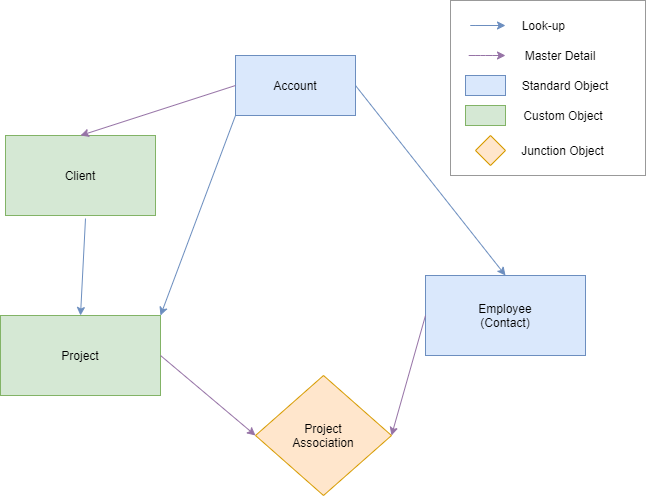 Look-up
Master Detail
Account
Standard Object
Custom Object
Junction Object
Client
Employee
(Contact)
Project
Project
Association